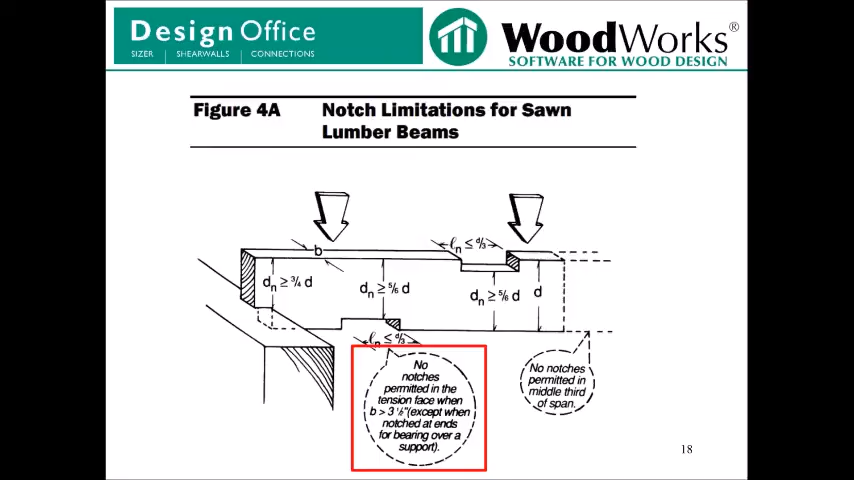 Design Office
SIZER | SHEARWALLS | CONNECTIONS
WoodWorks®
SOFTWARE FOR WOOD DESIGN
Figure 4A Notch Limitations for Sawn
Lumber Beams
ℓn ≤ d/3
b
dn ≥ ¾ d
dn ≥ ⅚ d
dn ≥ ⅚ d
d
ℓn ≤ d/3
No
notches
permitted in the
tension face when
b > 3 ½"(except when
notched at ends
for bearing over a
support).
No notches
permitted in
middle third
of span.
18